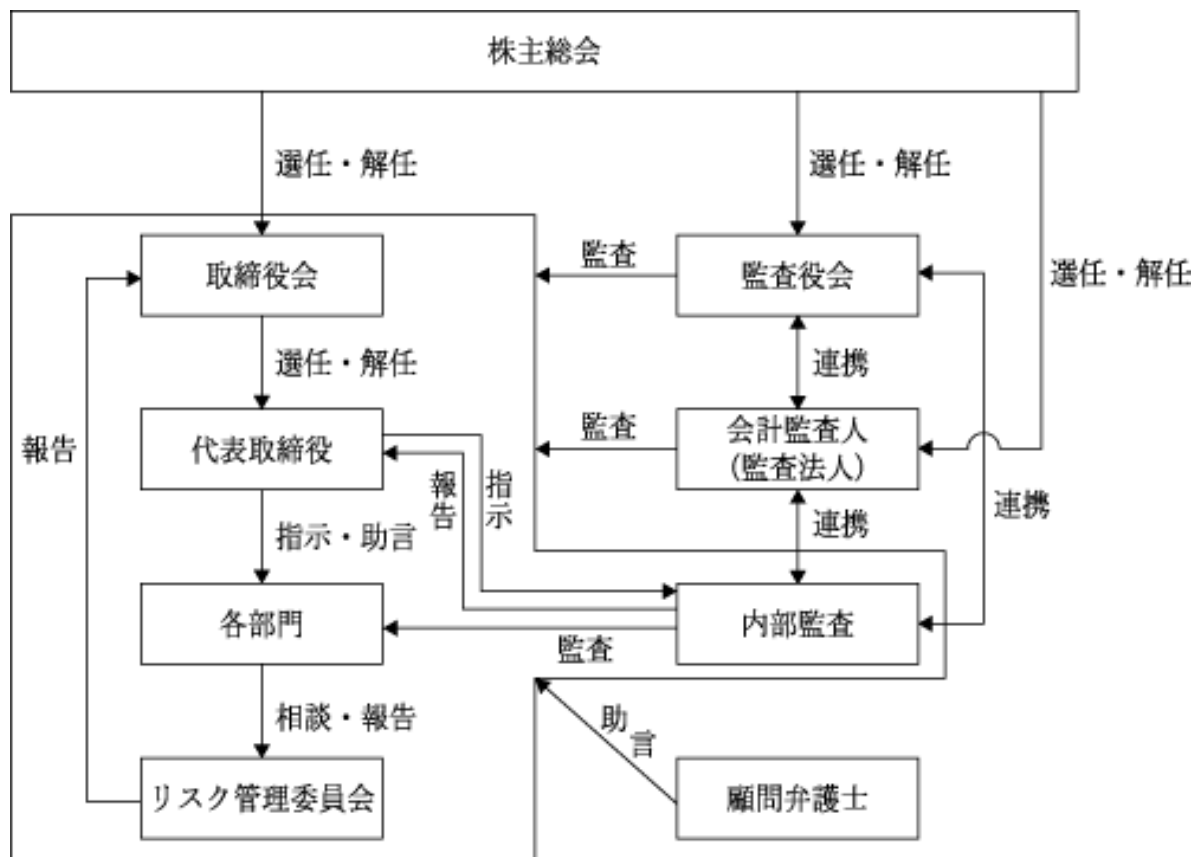 株主総会
選任・解任
選任・解任
選任・解任
取締役会
監査
監査役会
選任・解任
連携
報告
代表取締役
監査
会計監査人
(監査法人)
報告
指示
連携
指示・助言
連携
各部門
内部監査
監査
相談・報告
助言
リスク管理委員会
顧問弁護士